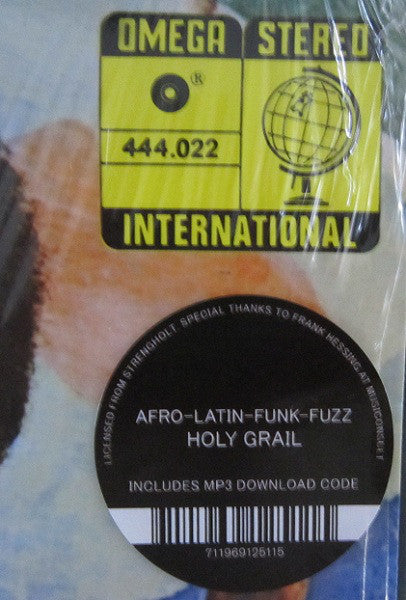 OMEGA STEREO
®
444.022
INTERNATIONAL
LICENSED FROM STRENGHOLT. SPECIAL THANKS TO FRANK HESSING AT MUSICONSELT
AFRO-LATIN-FUNK-FUZZ
HOLY GRAIL
INCLUDES MP3 DOWNLOAD CODE
711969125115